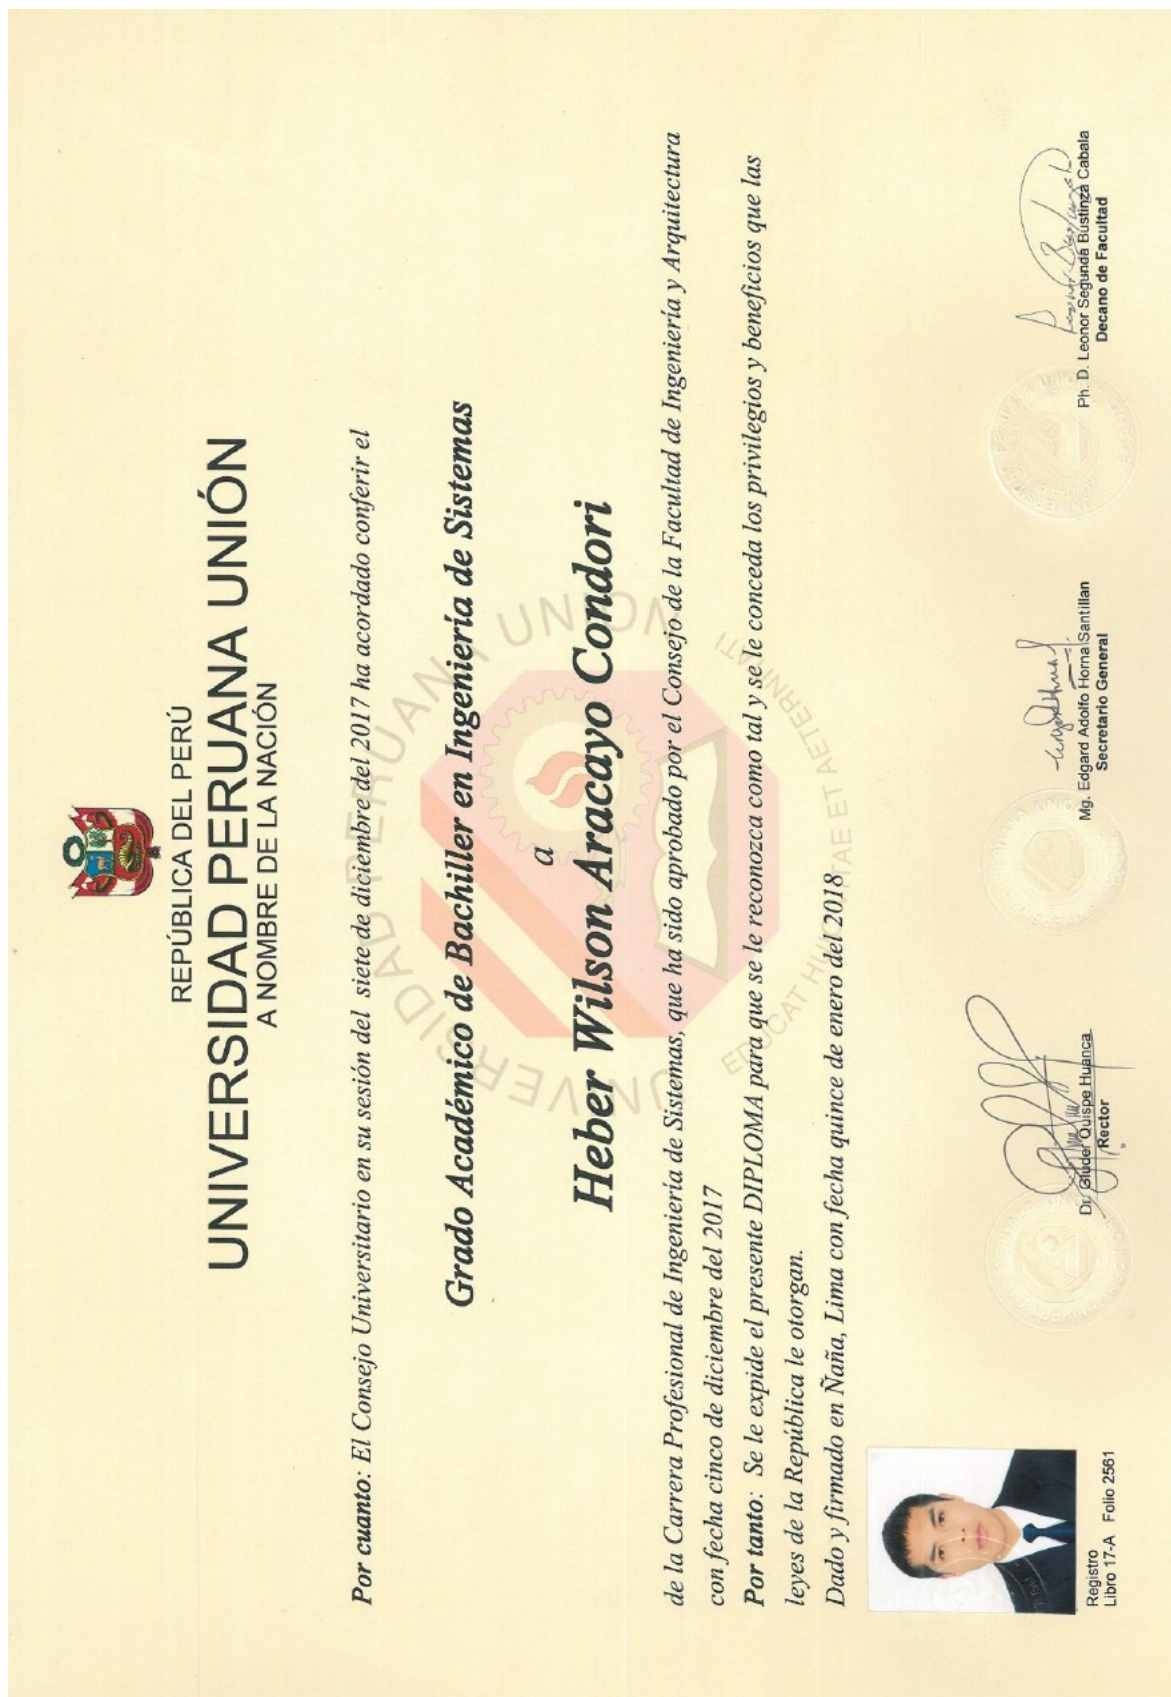 REPÚBLICA DEL PERÚ
UNIVERSIDAD PERUANA UNIÓN
A NOMBRE DE LA NACIÓN
Por cuanto: El Consejo Universitario en su sesión del siete de diciembre del 2017 ha acordado conferir el
Grado Académico de Bachiller en Ingeniería de Sistemas
a
Heber Wilson Aracayo Condori
de la Carrera Profesional de Ingeniería de Sistemas, que ha sido aprobado por el Consejo de la Facultad de Ingeniería y Arquitectura
con fecha cinco de diciembre del 2017
Por tanto: Se le expide el presente DIPLOMA para que se le reconozca como tal y se le conceda los privilegios y beneficios que las
leyes de la República le otorgan.
Dado y firmado en Ñaña, Lima con fecha quince de enero del 2018
UNIVERSIDAD PERUANA UNION
Registro
Libro 17-A Folio 2561
Dr. Gluder Quispe Huanca
Rector
Mg. Edgard Adolfo Horna Santillan
Secretario General
Ph. D. Leonor Segunda Bustinza Cabala
Decano de Facultad